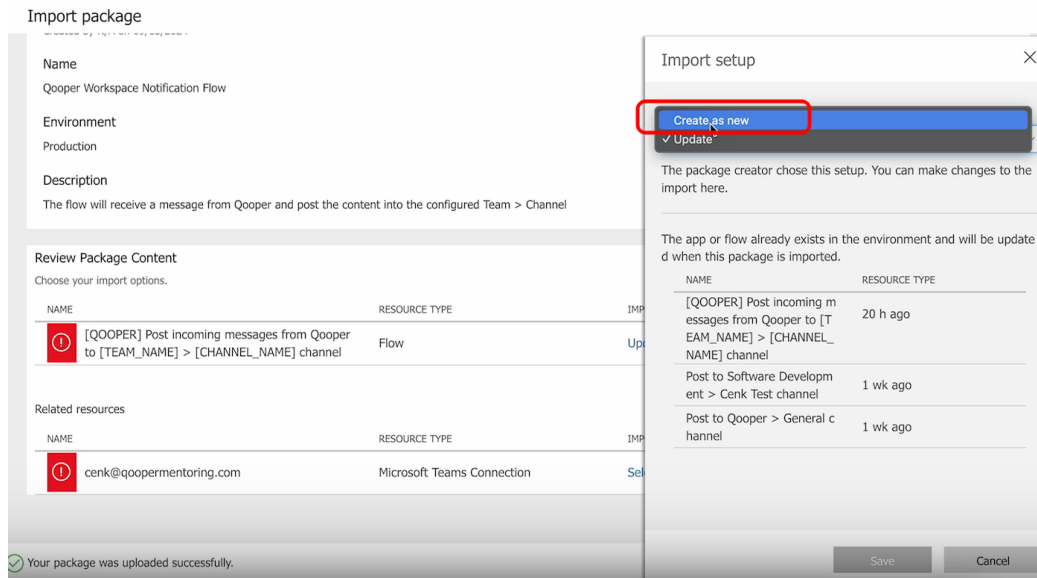 Import package
Name
Qooper Workspace Notification Flow
Environment
Production
Description
The flow will receive a message from Qooper and post the content into the configured Team > Channel
Review Package Content
Choose your import options.
NAME
RESOURCE TYPE
IMP
[QOOPER] Post incoming messages from Qooper
to [TEAM_NAME] > [CHANNEL_NAME] channel
Flow
Upd
Related resources
NAME
RESOURCE TYPE
IMP
cenk@qoopermentoring.com
Microsoft Teams Connection
Sel
Your package was uploaded successfully.
Import setup
Create as new
Update
The package creator chose this setup. You can make changes to the
import here.
The app or flow already exists in the environment and will be update
d when this package is imported.
NAME
RESOURCE TYPE
[QOOPER] Post incoming m
essages from Qooper to [T
EAM_NAME] > [CHANNEL_
NAME] channel
20 h ago
Post to Software Developm
ent > Cenk Test channel
1 wk ago
Post to Qooper > General c
hannel
1 wk ago
Save
Cancel